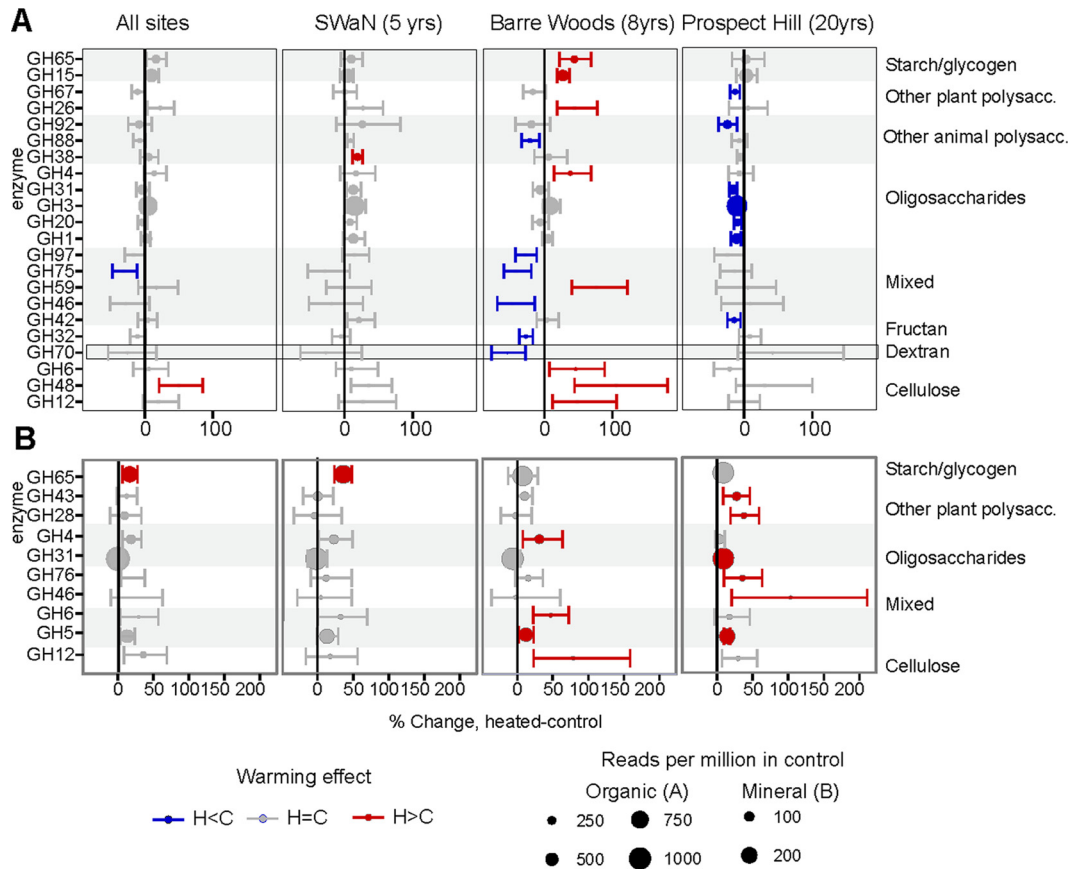 A
All sites
SWaN (5 yrs)
Barre Woods (8yrs)
Prospect Hill (20yrs)
enzyme
GH65
GH15
GH67
GH26
GH92
GH88
GH38
GH4
GH31
GH3
GH20
GH1
GH97
GH75
GH59
GH46
GH42
GH32
GH70
GH6
GH48
GH12
Starch/glycogen
Other plant polysacc.
Other animal polysacc.
Oligosaccharides
Mixed
Fructan
Dextran
Cellulose
0 100 0 100 0 100 0 100
B
enzyme
GH65
GH43
GH28
GH4
GH31
GH76
GH46
GH6
GH5
GH12
Starch/glycogen
Other plant polysacc.
Oligosaccharides
Mixed
Cellulose
0 50 100 150 200 0 50 100 150 200 0 50 100 150 200 0 50 100 150 200
% Change, heated-control
Warming effect
H<C H=C H>C
Reads per million in control
Organic (A) Mineral (B)
250 750 100
500 1000 200